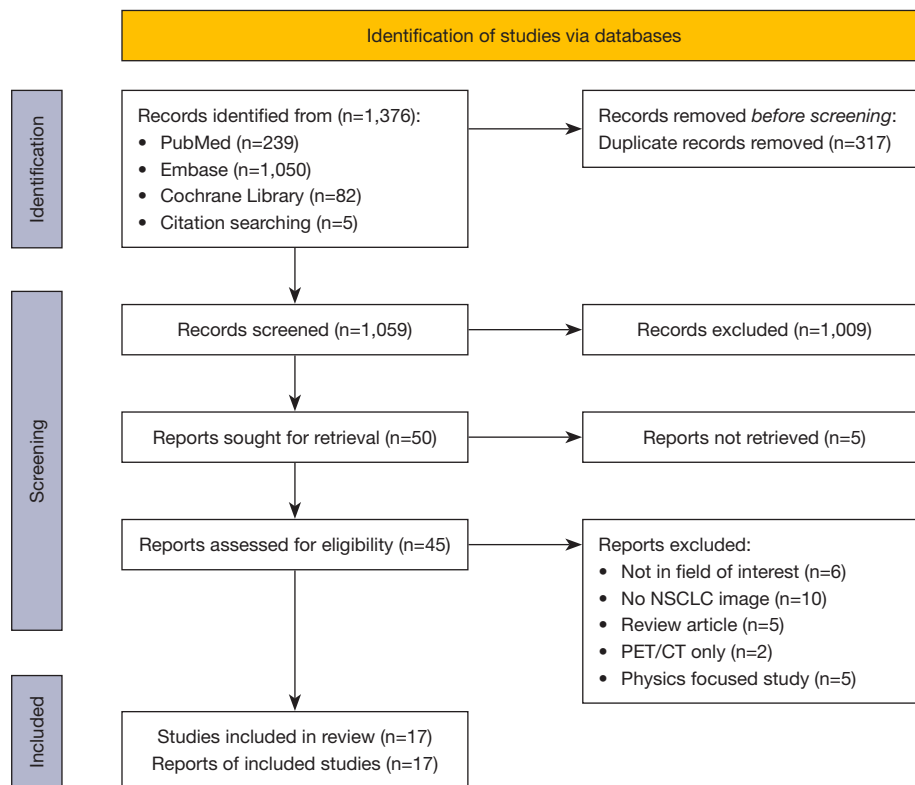 Identification of studies via databases
Identification
Records identified from (n=1,376):
• PubMed (n=239)
• Embase (n=1,050)
• Cochrane Library (n=82)
• Citation searching (n=5)
Records removed before screening:
Duplicate records removed (n=317)
Screening
Records screened (n=1,059)
Records excluded (n=1,009)
Reports sought for retrieval (n=50)
Reports not retrieved (n=5)
Reports assessed for eligibility (n=45)
Reports excluded:
• Not in field of interest (n=6)
• No NSCLC image (n=10)
• Review article (n=5)
• PET/CT only (n=2)
• Physics focused study (n=5)
Included
Studies included in review (n=17)
Reports of included studies (n=17)